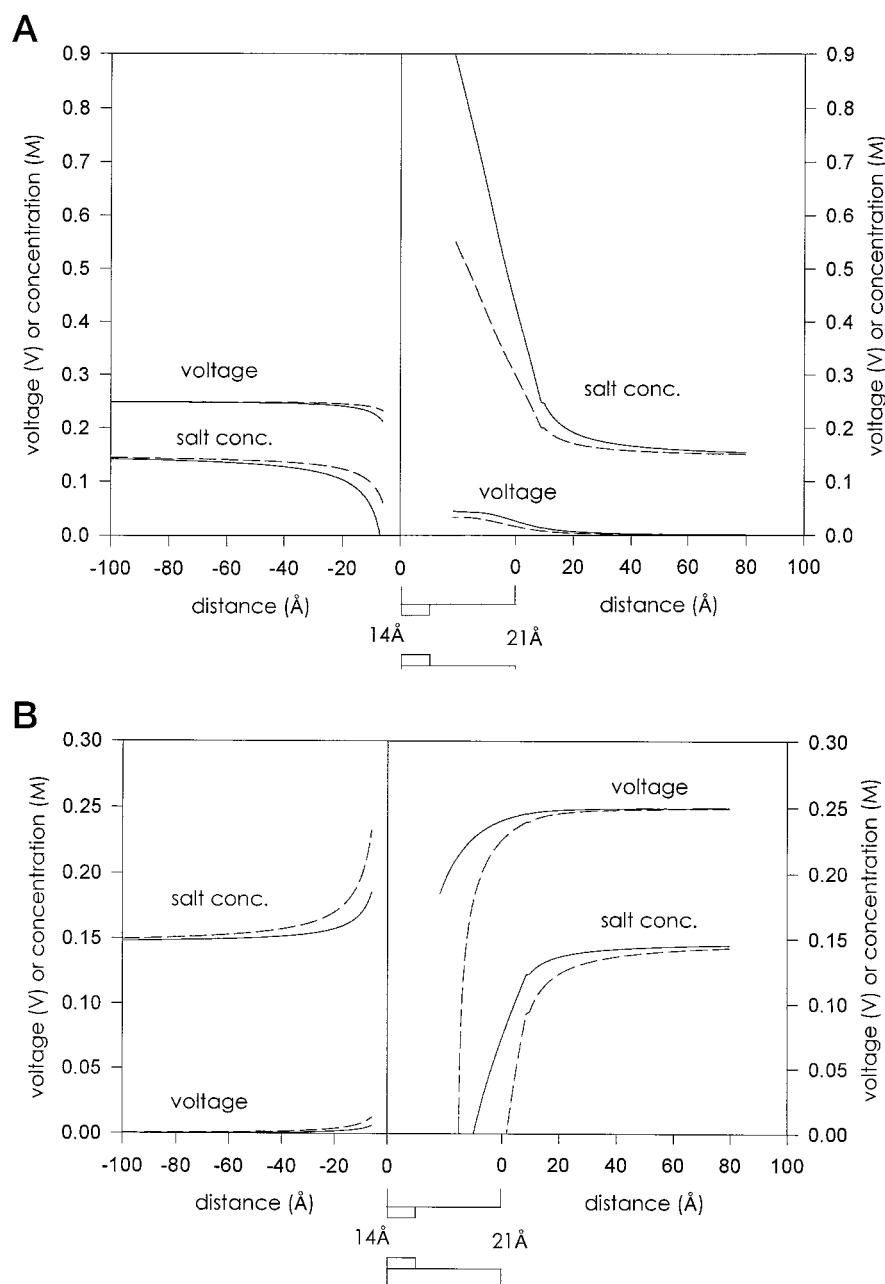 A
voltage (V) or concentration (M)
0.9
0.8
0.7
0.6
0.5
0.4
0.3
0.2
0.1
0.0
voltage
salt conc.
salt conc.
voltage
0.9
0.8
0.7
0.6
0.5
0.4
0.3
0.2
0.1
0.0
voltage (V) or concentration (M)
-100 -80 -60 -40 -20 0 0 20 40 60 80 100
distance (Å) distance (Å)
14Å 21Å
B
voltage (V) or concentration (M)
0.30
0.25
0.20
0.15
0.10
0.05
0.00
salt conc.
voltage
voltage
salt conc.
0.30
0.25
0.20
0.15
0.10
0.05
0.00
voltage (V) or concentration (M)
-100 -80 -60 -40 -20 0 0 20 40 60 80 100
distance (Å) distance (Å)
14Å 21Å